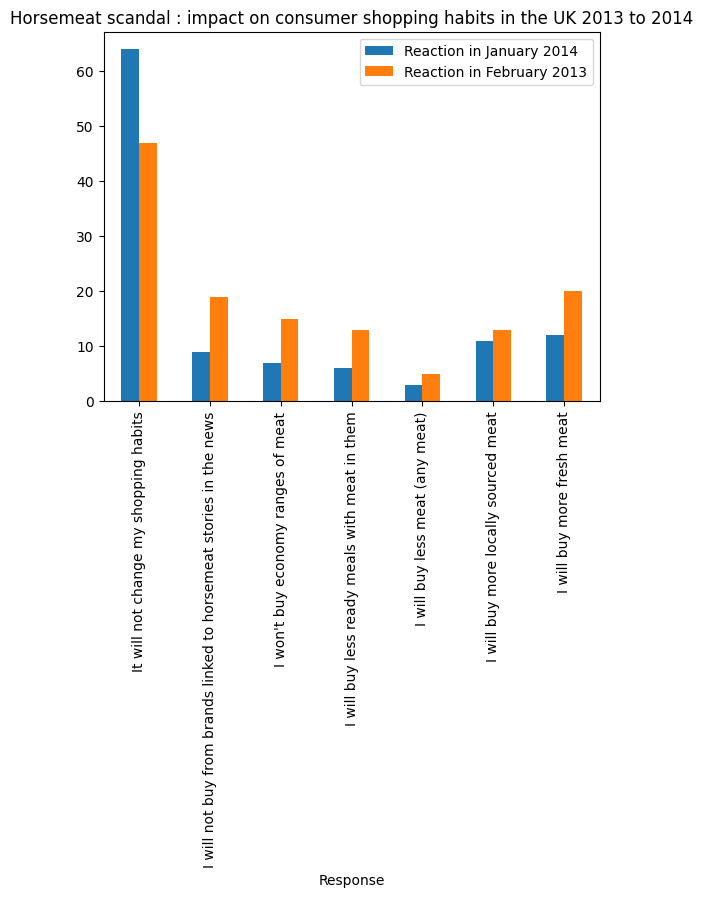 Horsemeat scandal : impact on consumer shopping habits in the UK 2013 to 2014
Reaction in January 2014
Reaction in February 2013
60
50
40
30
20
10
0
It will not change my shopping habits
I will not buy from brands linked to horsemeat stories in the news
I won't buy economy ranges of meat
I will buy less ready meals with meat in them
I will buy less meat (any meat)
I will buy more locally sourced meat
I will buy more fresh meat
Response